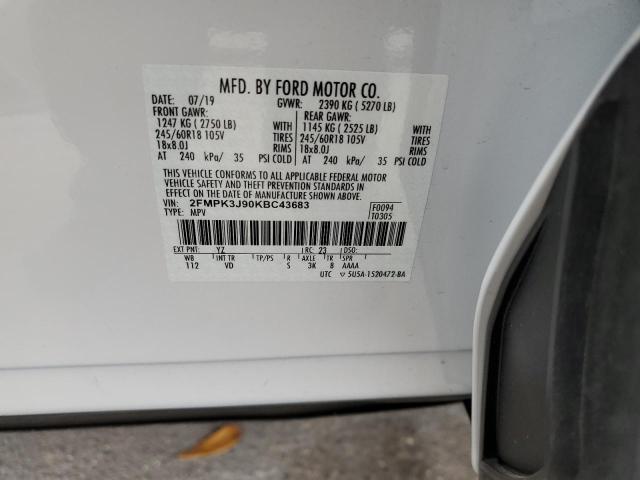 MFD. BY FORD MOTOR CO.
DATE: 07/19 GVWR: 2390 KG ( 5270 LB)
FRONT GAWR: REAR GAWR:
1247 KG ( 2750 LB) WITH 1145 KG ( 2525 LB) WITH
245/60R18 105V TIRES 245/60R18 105V TIRES
18x8.0J RIMS 18x8.0J RIMS
AT 240 kPa/ 35 PSI COLD AT 240 kPa/ 35 PSI COLD
THIS VEHICLE CONFORMS TO ALL APPLICABLE FEDERAL MOTOR
VEHICLE SAFETY AND THEFT PREVENTION STANDARDS IN
EFFECT ON THE DATE OF MANUFACTURE SHOWN ABOVE.
VIN: 2FMPK3J90KBC43683 F0094
TYPE: MPV T0305
EXT PNT: YZ RC: 23 DSO:
WB INT TR TP/PS R AXLE TR SPR
112 VD S 3K 8 AAAA
UTC ▽ 5U5A-1520472-BA